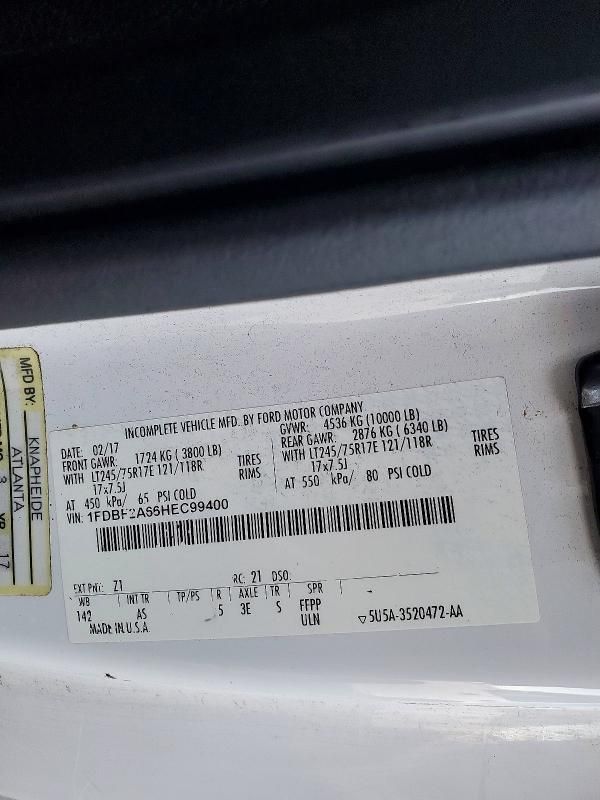 MFD BY:
KNAPHEIDE
ATLANTA
3 YR 17
INCOMPLETE VEHICLE MFD. BY FORD MOTOR COMPANY
DATE: 02/17 GVWR: 4536 KG (10000 LB)
FRONT GAWR: 1724 KG ( 3800 LB) REAR GAWR: 2876 KG ( 6340 LB)
WITH LT245/75R17E 121/118R TIRES WITH LT245/75R17E 121/118R TIRES
17x7.5J RIMS 17x7.5J RIMS
AT 450 kPa/ 65 PSI COLD AT 550 kPa/ 80 PSI COLD
VIN: 1FDBF2A66HEC99400
EXT PNT: Z1 RC: 21 DSO:
WB INT TR TP/PS R AXLE TR SPR
142 AS 5 3E S FFPP
ULN
MADE IN U.S.A. ▽5U5A-3520472-AA